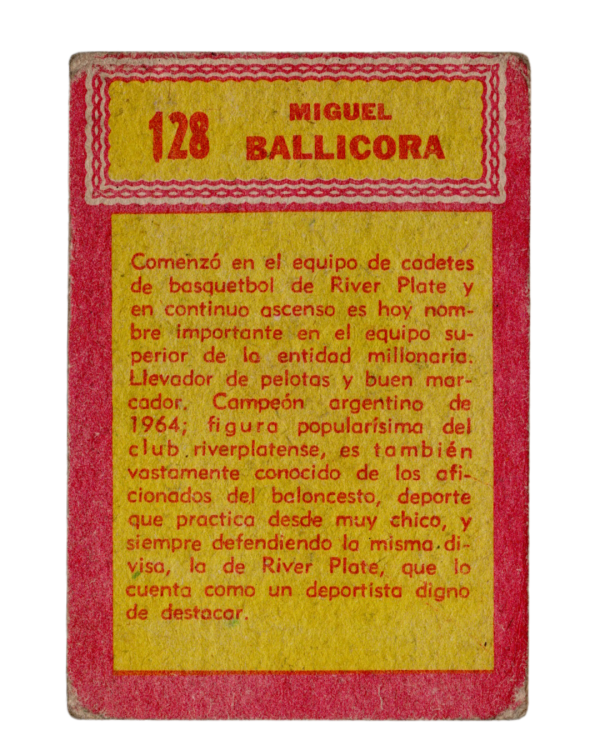 128
MIGUEL
BALLICORA
Comenzó en el equipo de cadetes
de basquetbol de River Plate y
en continuo ascenso es hoy nom-
bre importante en el equipo su-
perior de la entidad millonaria.
Llevador de pelotas y buen mar-
cador. Campeón argentino de
1964; figura popularísima del
club riverplatense, es también
vastamente conocido de los afi-
cionados del baloncesto, deporte
que practica desde muy chico, y
siempre defendiendo la misma di-
visa, la de River Plate, que lo
cuenta como un deportista digno
de destacar.